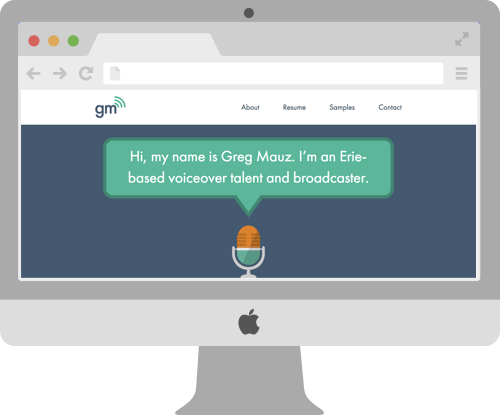 gm
About Resume Samples Contact
Hi, my name is Greg Mauz. I'm an Erie-
based voiceover talent and broadcaster.